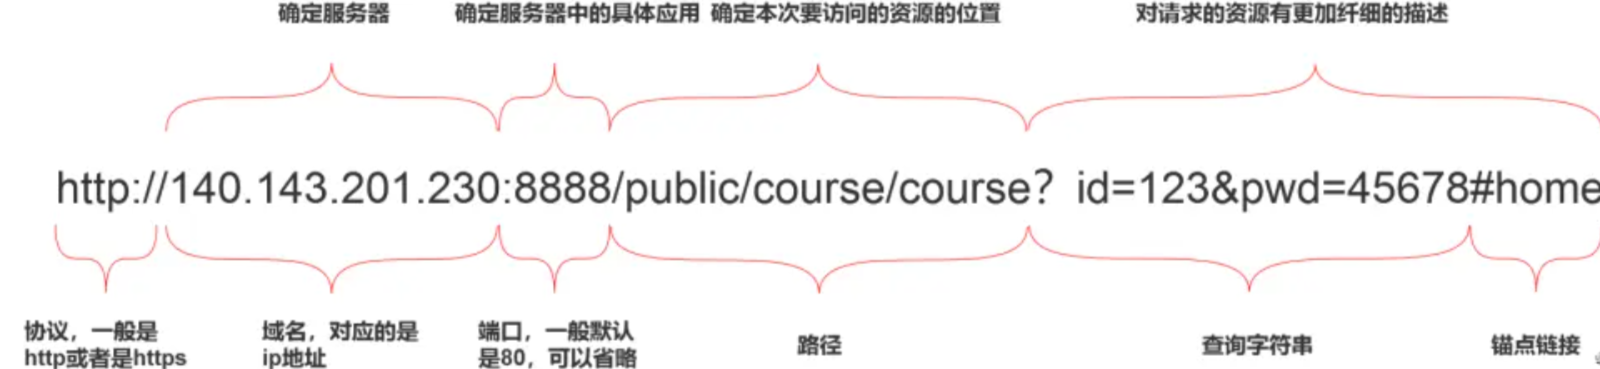 确定服务器
确定服务器中的具体应用
确定本次要访问的资源的位置
对请求的资源有更加纤细的描述
http://140.143.201.230:8888/public/course/course？id=123&pwd=45678#home
协议，一般是
http或者是https
域名，对应的是
ip地址
端口，一般默认
是80，可以省略
路径
查询字符串
锚点链接